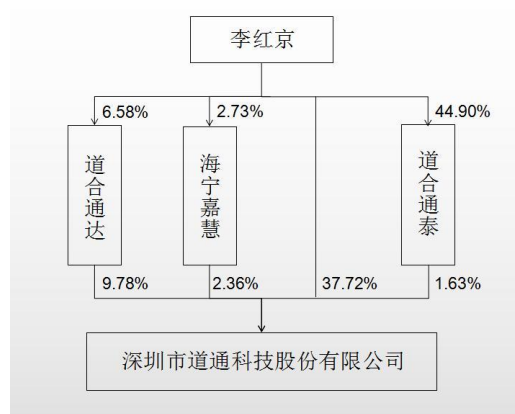 李红京
6.58%
2.73%
44.90%
道合通达
海宁嘉慧
道合通泰
9.78%
2.36%
37.72%
1.63%
深圳市道通科技股份有限公司